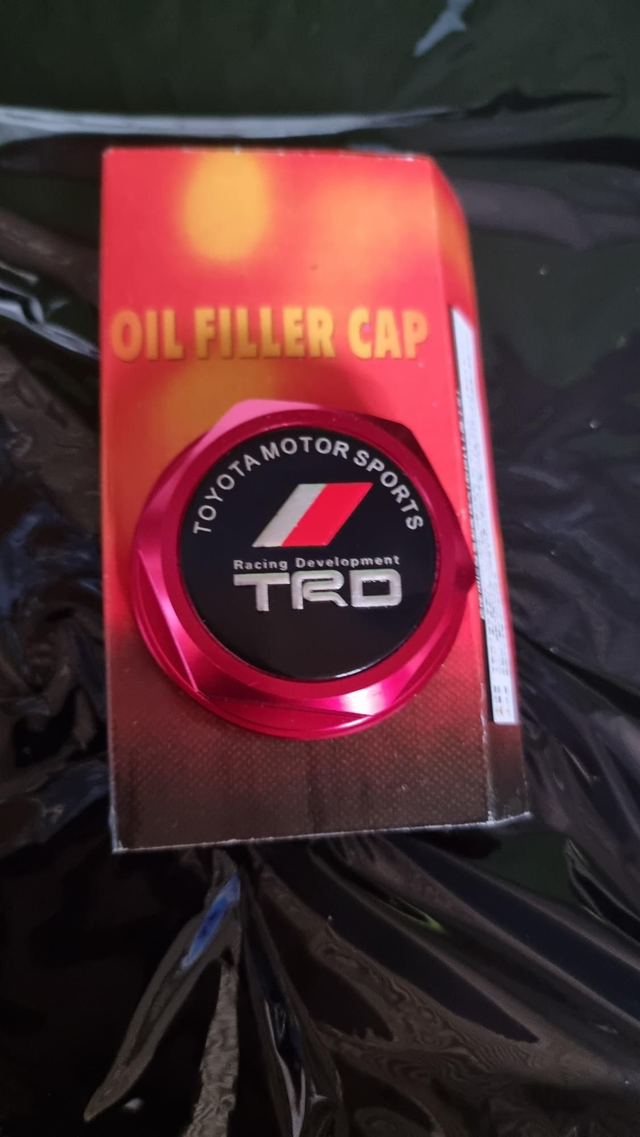 OIL FILLER CAP
TOYOTA MOTOR SPORTS
Racing Development
TRD